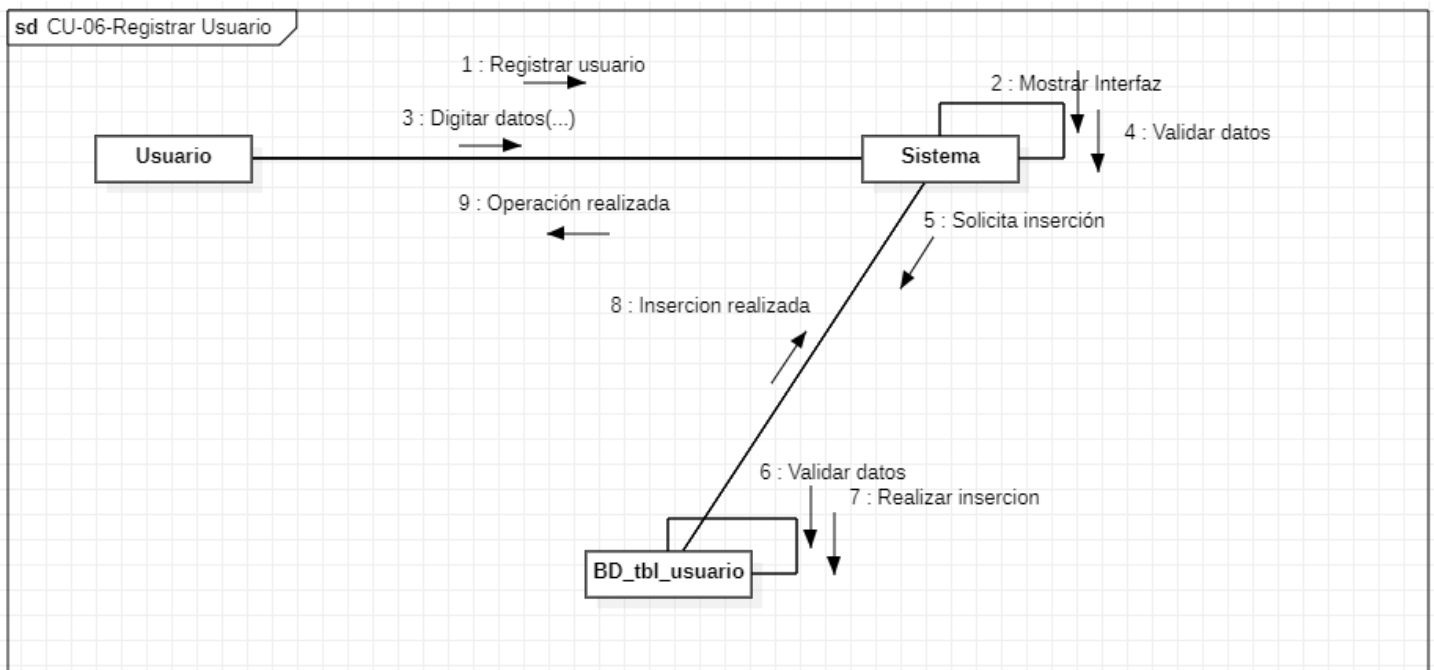 sd CU-06-Registrar Usuario
1 : Registrar usuario
2 : Mostrar Interfaz
3 : Digitar datos(...)
4 : Validar datos
Usuario
Sistema
9 : Operación realizada
5 : Solicita inserción
8 : Insercion realizada
6 : Validar datos
7 : Realizar insercion
BD_tbl_usuario